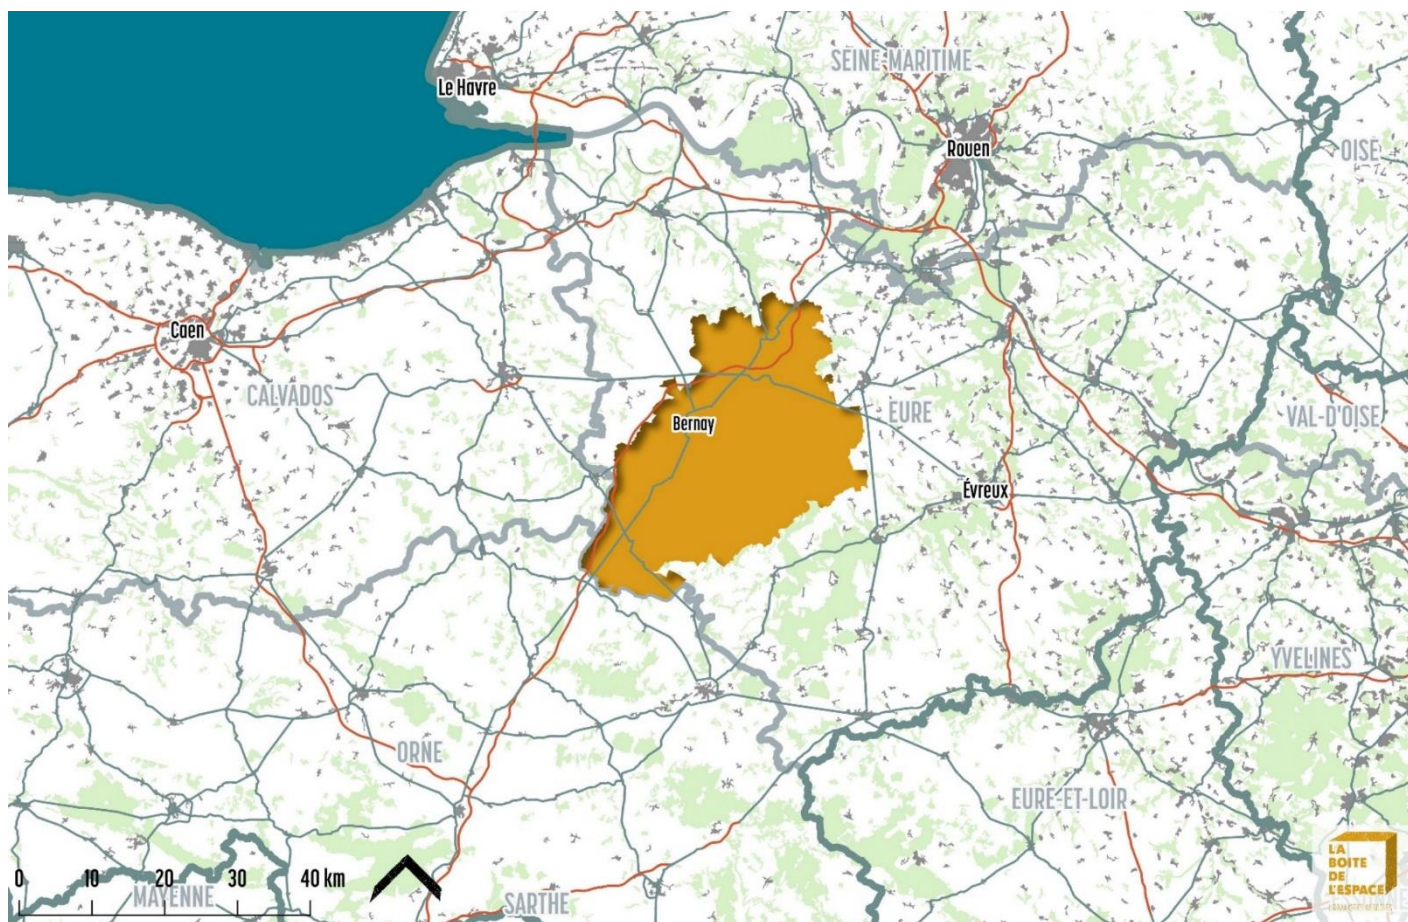 SEINE-MARITIME
Le Havre
Rouen
OISE
Caen
CALVADOS
Bernay
EURE
VAL-D'OISE
Évreux
YVELINES
ORNE
EURE-ET-LOIR
0 10 20 30 40 km
MAYENNE
SARTHE
LA
BOITE
DE
L'ESPACE